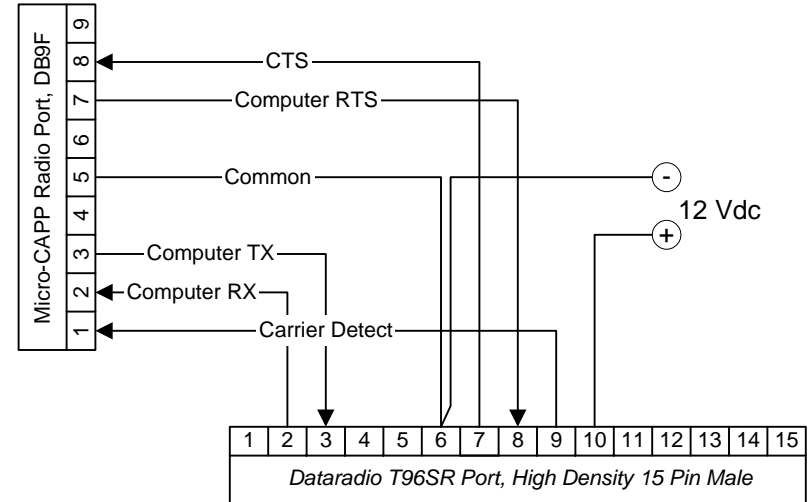 Micro-CAPP Radio Port, DB9F
9
8
7
6
5
4
3
2
1
CTS
Computer RTS
Common
-
12 Vdc
+
Computer TX
Computer RX
Carrier Detect
1 2 3 4 5 6 7 8 9 10 11 12 13 14 15
Dataradio T96SR Port, High Density 15 Pin Male